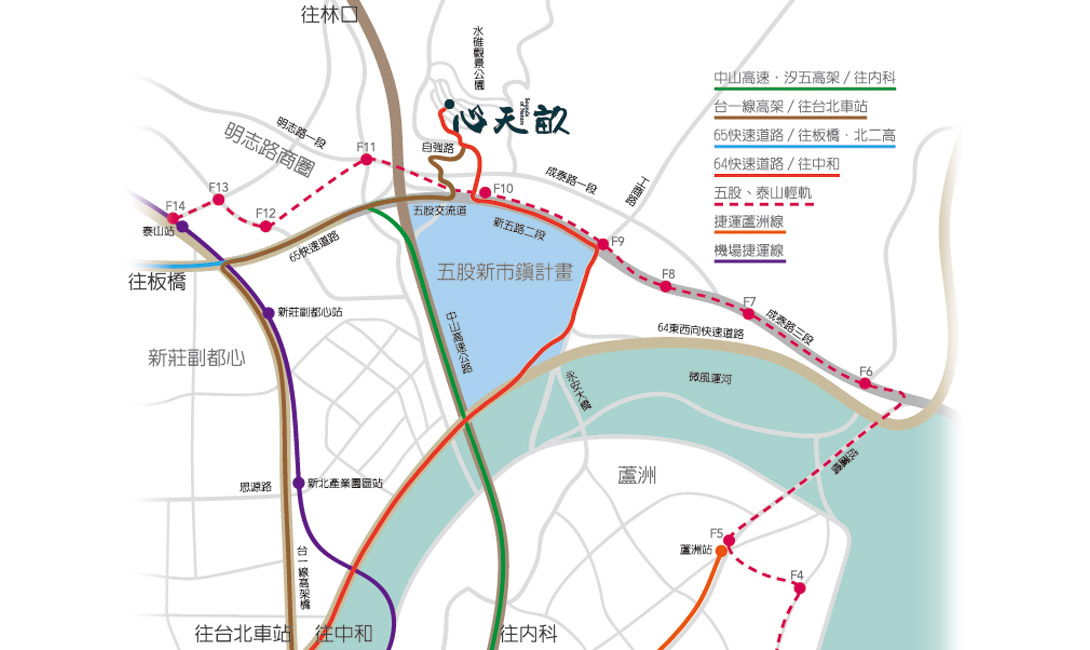 往林口
水碓觀景公園
心天畝
中山高速・汐五高架 / 往內科
台一線高架 / 往台北車站
65快速道路 / 往板橋・北二高
64快速道路 / 往中和
五股、泰山輕軌
捷運蘆洲線
機場捷運線
明志路一段
明志路商圈
F11
自強路
成泰路一段
工商路
F13
F12
F14
泰山站
F10
五股交流道
新五路二段
F9
65快速道路
往板橋
五股新市鎮計畫
F8
F7
成泰路三段
新莊副都心站
中山高速公路
64東西向快速道路
新莊副都心
永安大橋
微風運河
F6
蘆洲
成蘆橋
思源路
新北產業園區站
F5
蘆洲站
F4
台一線高架橋
往台北車站
往中和
往內科